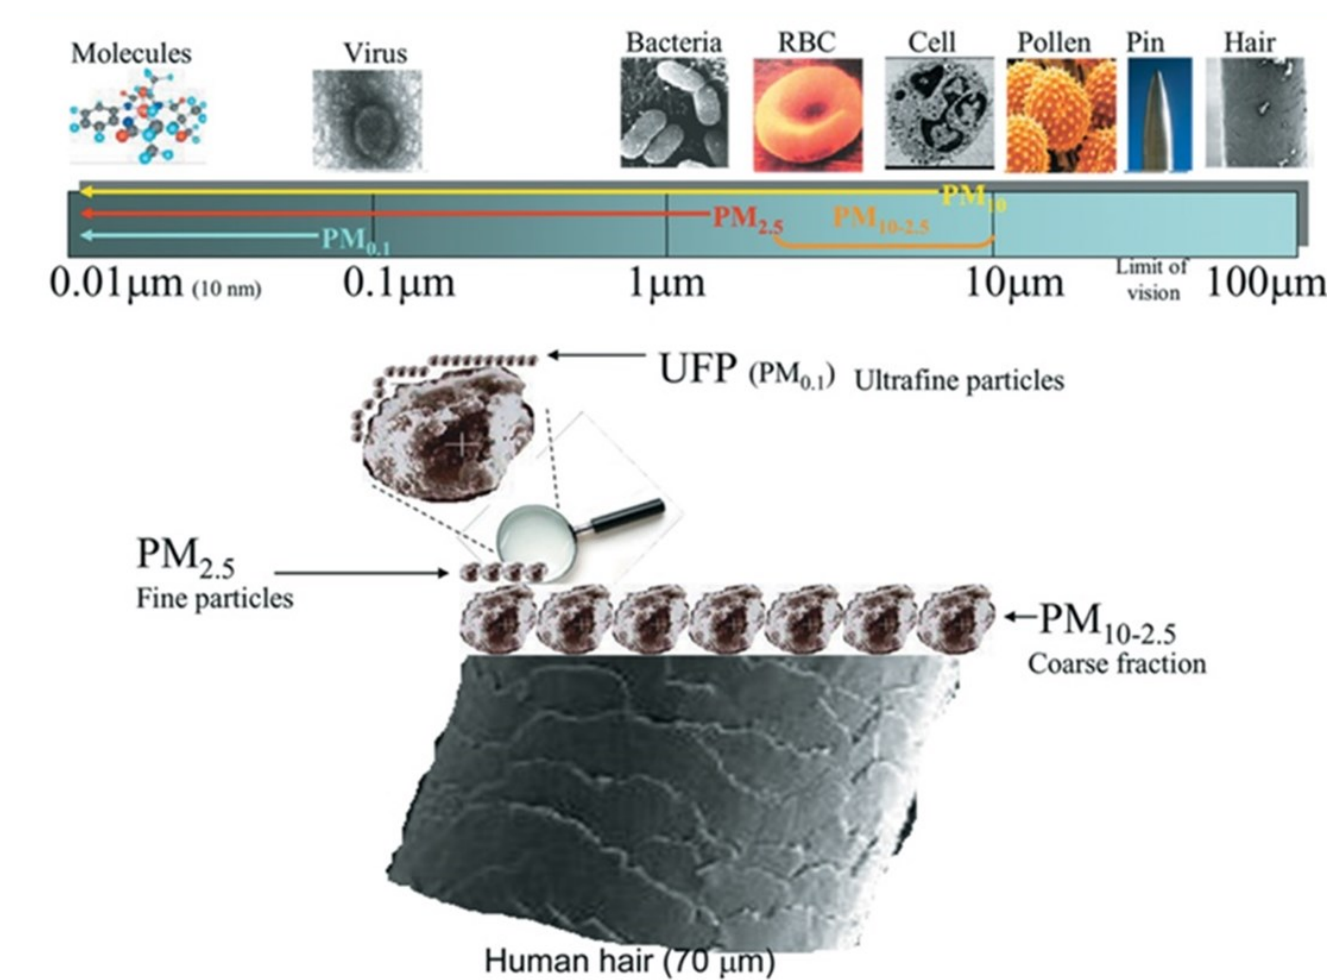 Molecules
Virus
Bacteria
RBC
Cell
Pollen
Pin
Hair
PM10
PM2.5
PM10-2.5
PM0.1
0.01μm (10 nm)
0.1μm
1μm
10μm
Limit of
vision
100μm
UFP (PM0.1) Ultrafine particles
PM2.5
Fine particles
PM10-2.5
Coarse fraction
Human hair (70 μm)